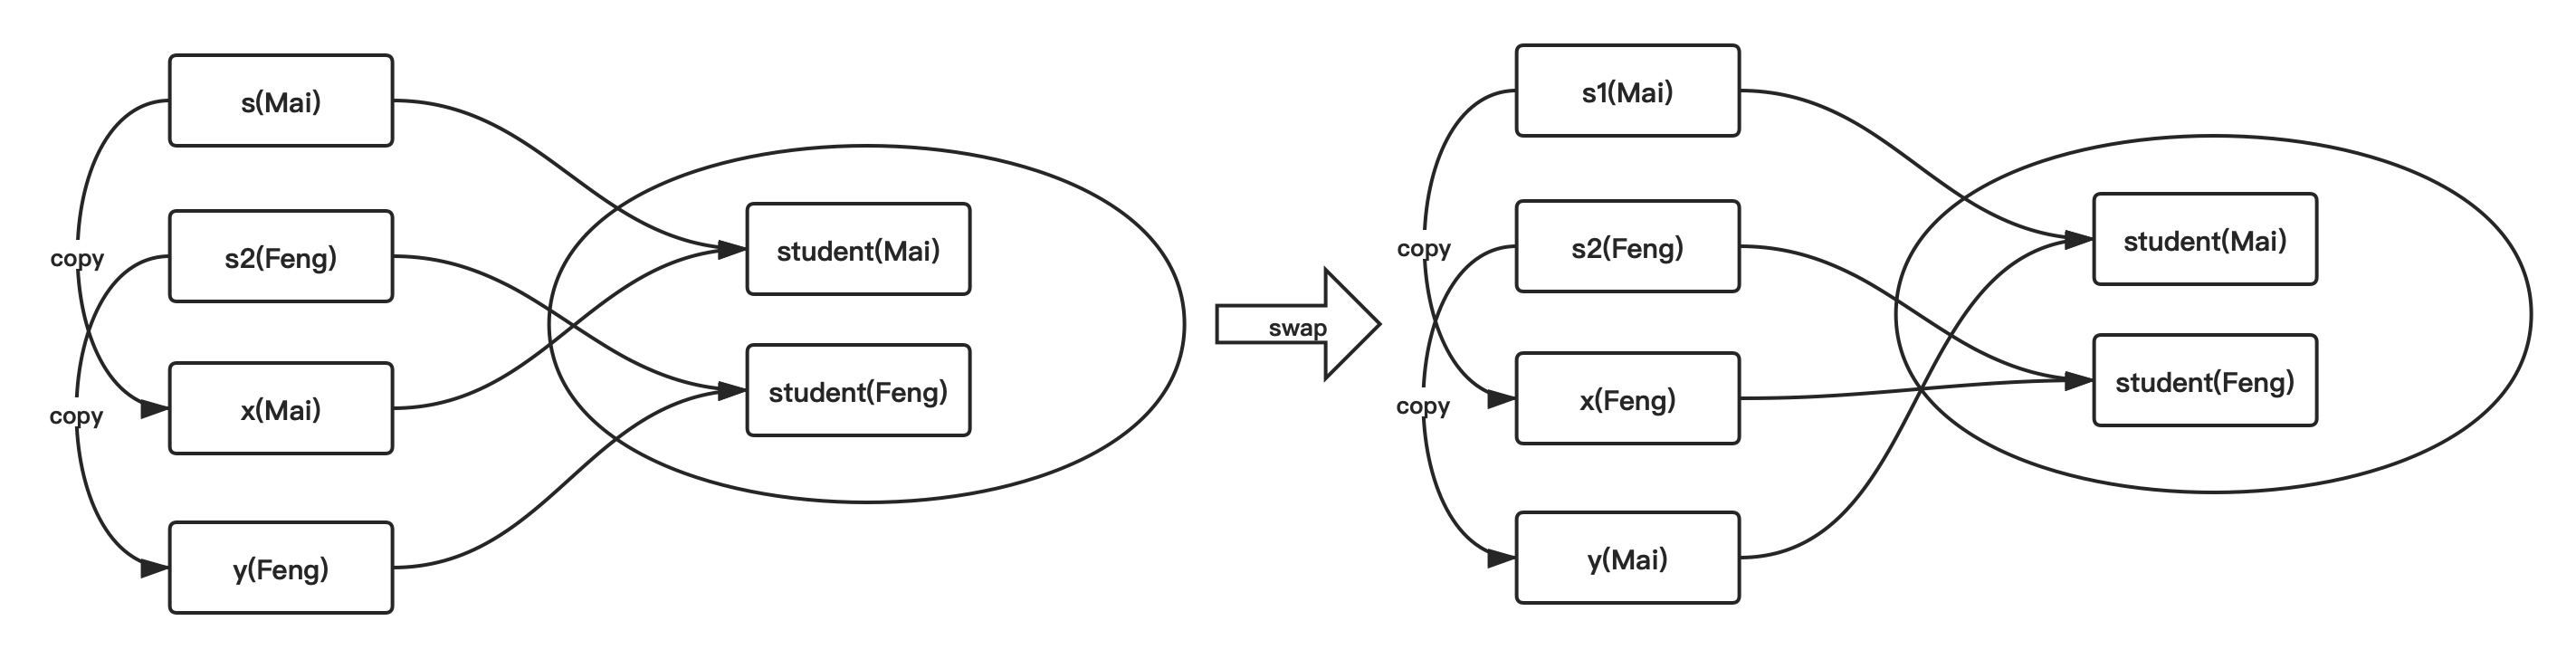 s(Mai)
s2(Feng)
x(Mai)
y(Feng)
copy
copy
student(Mai)
student(Feng)
swap
s1(Mai)
s2(Feng)
x(Feng)
y(Mai)
copy
copy
student(Mai)
student(Feng)